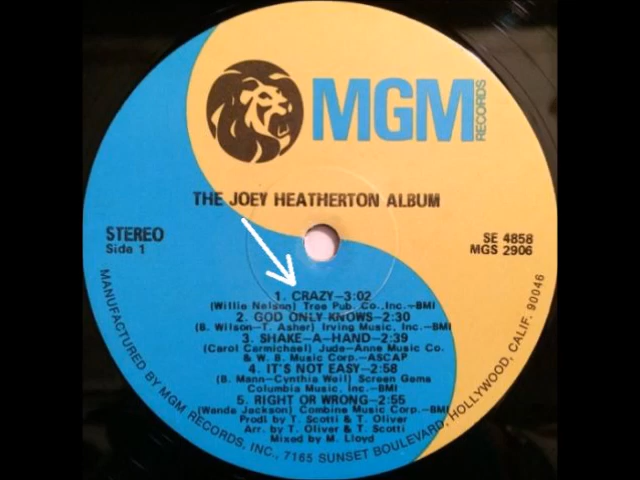 MGM
RECORDS
THE JOEY HEATHERTON ALBUM
STEREO
Side 1
SE 4858
MGS 2906
1. CRAZY—3:02
(Willie Nelson) Tree Pub. Co., Inc.—BMI
2. GOD ONLY KNOWS—2:30
(B. Wilson—T. Asher) Irving Music, Inc.—BMI
3. SHAKE—A—HAND—2:39
(Carol Carmichael) Jude—Anne Music Co.
& W. B. Music Corp.—ASCAP
4. IT'S NOT EASY—2:58
(B. Mann—Cynthia Weil) Screen Gems
Columbia Music, Inc.—BMI
5. RIGHT OR WRONG—2:55
(Wanda Jackson) Combine Music Corp.—BMI
Prod. by T. Scotti & T. Oliver
Arr. by T. Oliver & T. Scotti
Mixed by M. Lloyd
MANUFACTURED BY MGM RECORDS, INC., 7165 SUNSET BOULEVARD, HOLLYWOOD, CALIF. 90046